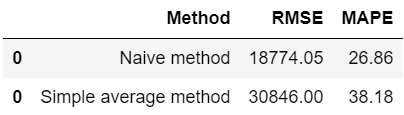 Method RMSE MAPE
0 Naive method 18774.05 26.86
0 Simple average method 30846.00 38.18